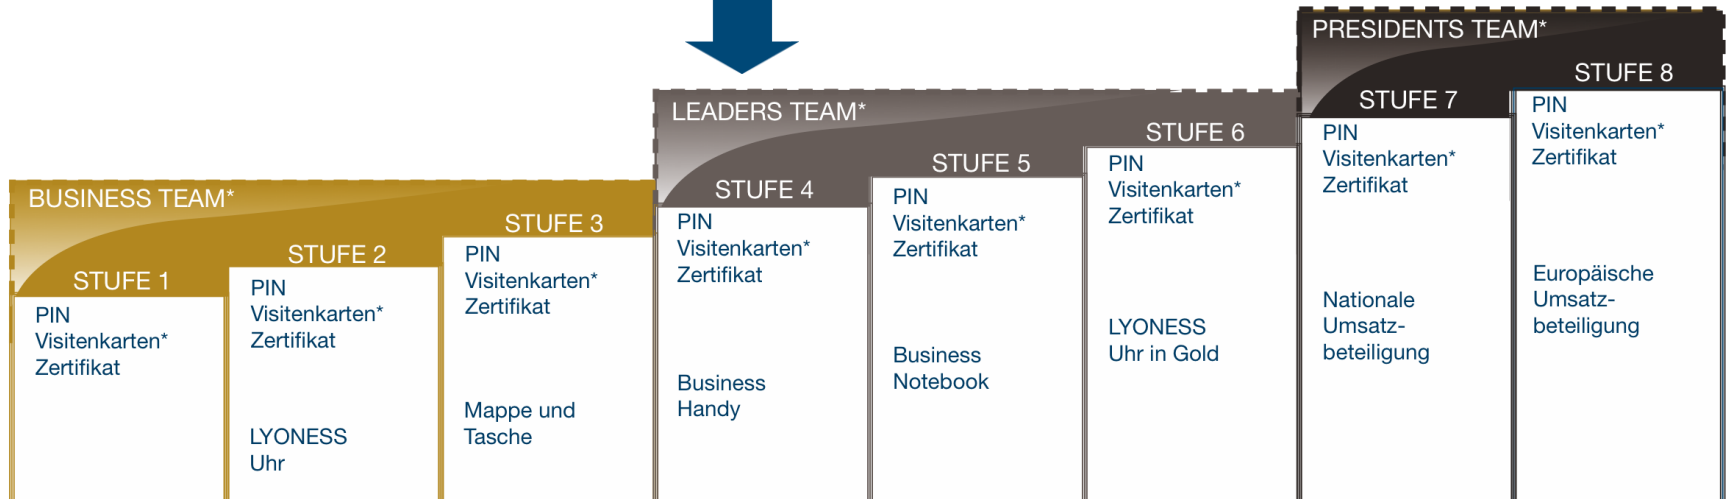 BUSINESS TEAM*
STUFE 1
PIN
Visitenkarten*
Zertifikat
STUFE 2
PIN
Visitenkarten*
Zertifikat
LYONESS
Uhr
STUFE 3
PIN
Visitenkarten*
Zertifikat
Mappe und
Tasche
LEADERS TEAM*
STUFE 4
PIN
Visitenkarten*
Zertifikat
Business
Handy
STUFE 5
PIN
Visitenkarten*
Zertifikat
Business
Notebook
STUFE 6
PIN
Visitenkarten*
Zertifikat
LYONESS
Uhr in Gold
PRESIDENTS TEAM*
STUFE 7
PIN
Visitenkarten*
Zertifikat
Nationale
Umsatz-
beteiligung
STUFE 8
PIN
Visitenkarten*
Zertifikat
Europäische
Umsatz-
beteiligung